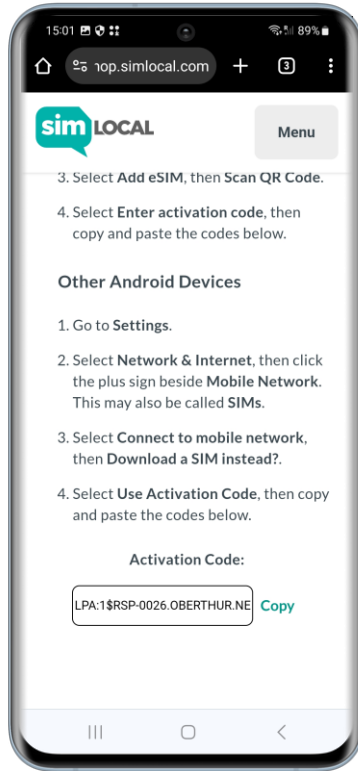 15:01 89%
nop.simlocal.com + 3
sim LOCAL
Menu
3. Select Add eSIM, then Scan QR Code.
4. Select Enter activation code, then
copy and paste the codes below.
Other Android Devices
1. Go to Settings.
2. Select Network & Internet, then click
the plus sign beside Mobile Network.
This may also be called SIMs.
3. Select Connect to mobile network,
then Download a SIM instead?.
4. Select Use Activation Code, then copy
and paste the codes below.
Activation Code:
LPA:1$RSP-0026.OBERTHUR.NE Copy